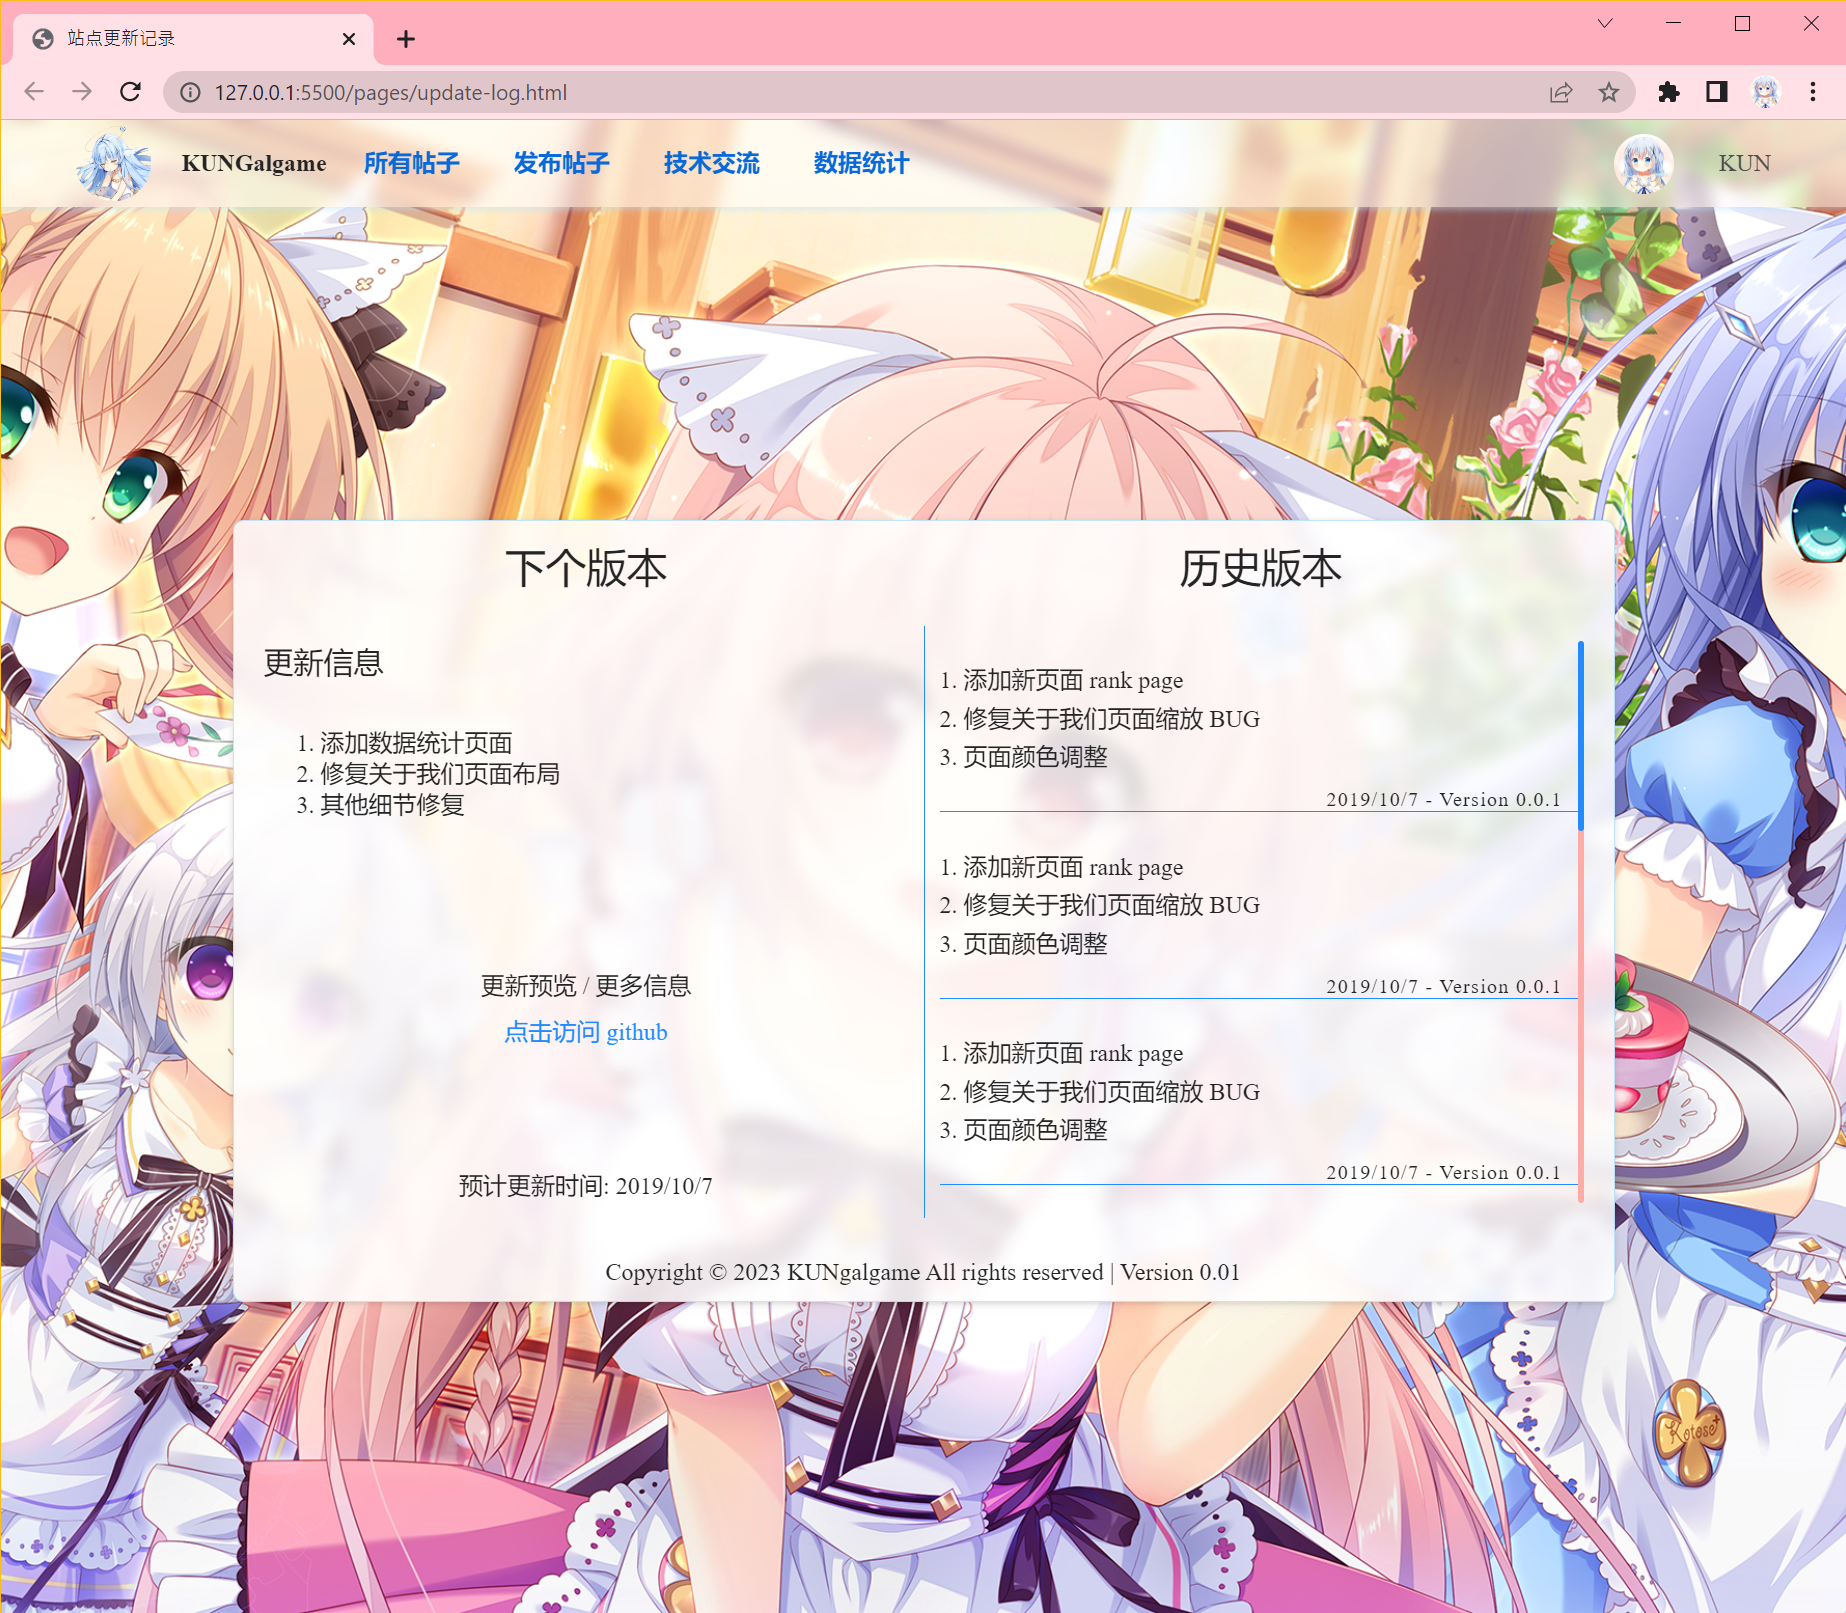 站点更新记录
127.0.0.1:5500/pages/update-log.html
KUNGalgame 所有帖子 发布帖子 技术交流 数据统计 KUN
下个版本
更新信息
1. 添加数据统计页面
2. 修复关于我们页面布局
3. 其他细节修复
更新预览 / 更多信息
点击访问 github
预计更新时间: 2019/10/7
历史版本
1. 添加新页面 rank page
2. 修复关于我们页面缩放 BUG
3. 页面颜色调整
2019/10/7 - Version 0.0.1
1. 添加新页面 rank page
2. 修复关于我们页面缩放 BUG
3. 页面颜色调整
2019/10/7 - Version 0.0.1
1. 添加新页面 rank page
2. 修复关于我们页面缩放 BUG
3. 页面颜色调整
2019/10/7 - Version 0.0.1
Copyright © 2023 KUNgalgame All rights reserved | Version 0.01